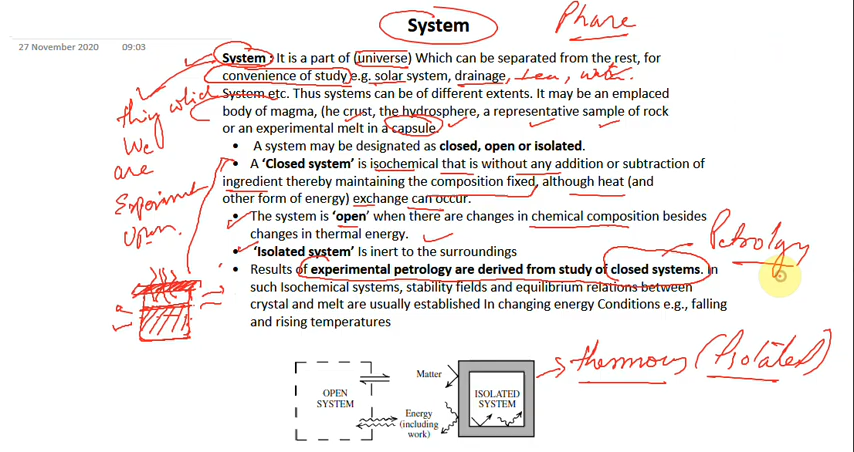 System
Phase
27 November 2020 09:03
System : It is a part of (universe) Which can be separated from the rest, for
convenience of study e.g. solar system, drainage, tea, water.
System etc. Thus systems can be of different extents. It may be an emplaced
body of magma, (he crust, the hydrosphere, a representative sample of rock
or an experimental melt in a capsule.
• A system may be designated as closed, open or isolated.
• A ‘Closed system’ is isochemical that is without any addition or subtraction of
ingredient thereby maintaining the composition fixed, although heat (and
other form of energy) exchange can occur.
• The system is ‘open’ when there are changes in chemical composition besides
changes in thermal energy.
• ‘Isolated system’ Is inert to the surroundings
• Results of experimental petrology are derived from study of closed systems. In
such Isochemical systems, stability fields and equilibrium relations between
crystal and melt are usually established In changing energy Conditions e.g., falling
and rising temperatures
thing which
We
are
Experiment
Upon.
Petrolgy
thermous (Isolated)
OPEN
SYSTEM
Matter
Energy
(including
work)
ISOLATED
SYSTEM